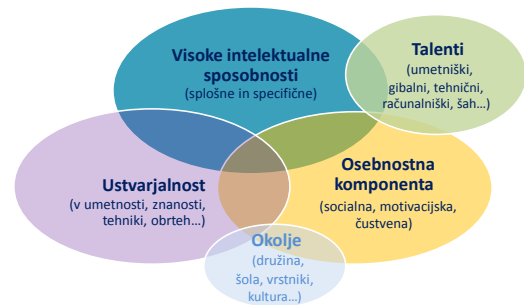 Visoke intelektualne
sposobnosti
(splošne in specifične)
Talenti
(umetniški,
gibalni, tehnični,
računalniški, šah…)
Ustvarjalnost
(v umetnosti, znanosti,
tehniki, obrteh…)
Osebnostna
komponenta
(socialna, motivacijska,
čustvena)
Okolje
(družina,
šola, vrstniki,
kultura…)